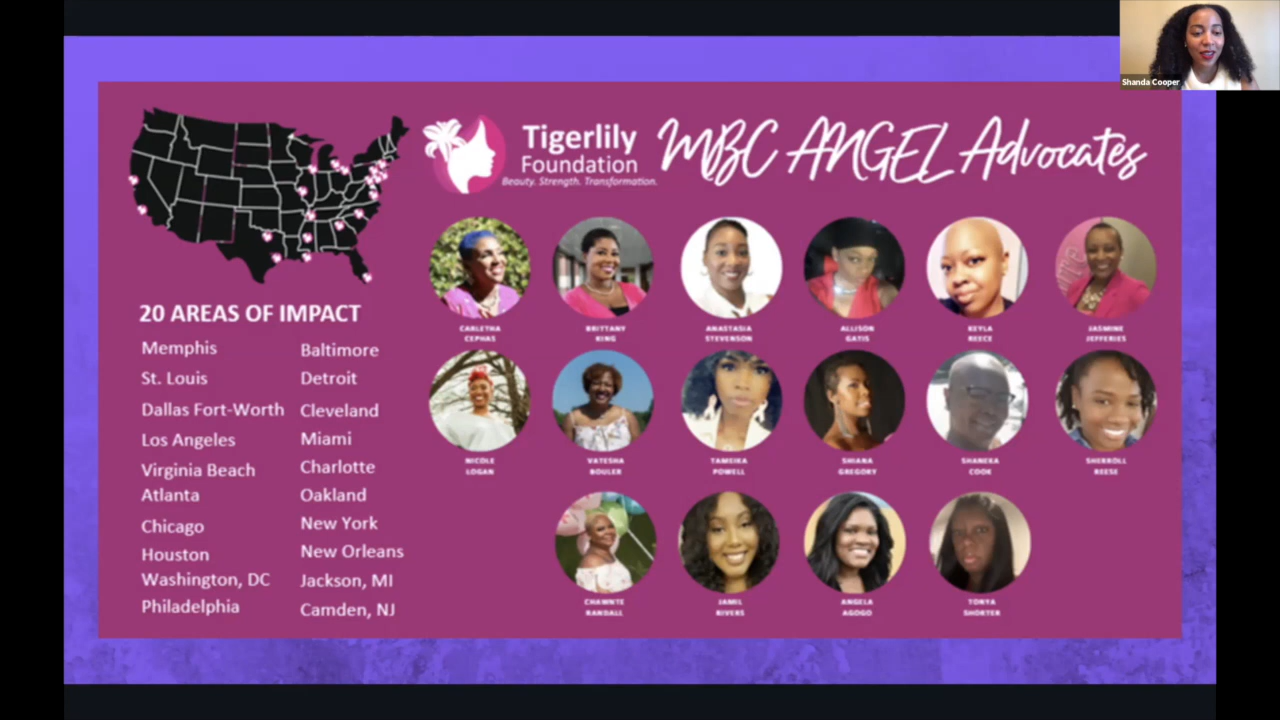 Shanda Cooper
Tigerlily
Foundation
Beauty. Strength. Transformation.
MBC ANGEL Advocates
20 AREAS OF IMPACT
Memphis
St. Louis
Dallas Fort-Worth
Los Angeles
Virginia Beach
Atlanta
Chicago
Houston
Washington, DC
Philadelphia
Baltimore
Detroit
Cleveland
Miami
Charlotte
Oakland
New York
New Orleans
Jackson, MI
Camden, NJ
CARLETHA
CEPHAS
BRITTANY
KING
ANASTASIA
STEVENSON
ALLISON
GATIS
KEYLA
REECE
JASMINE
JEFFERIES
NICOLE
LOGAN
VATESHA
BOULER
TAMEIKA
POWELL
SHIANA
GREGORY
SHANEKA
COOK
SHERROLL
REESE
CHAWNTE
RANDALL
JAMIL
RIVERS
ANGELA
AGOGO
TONYA
SHORTER